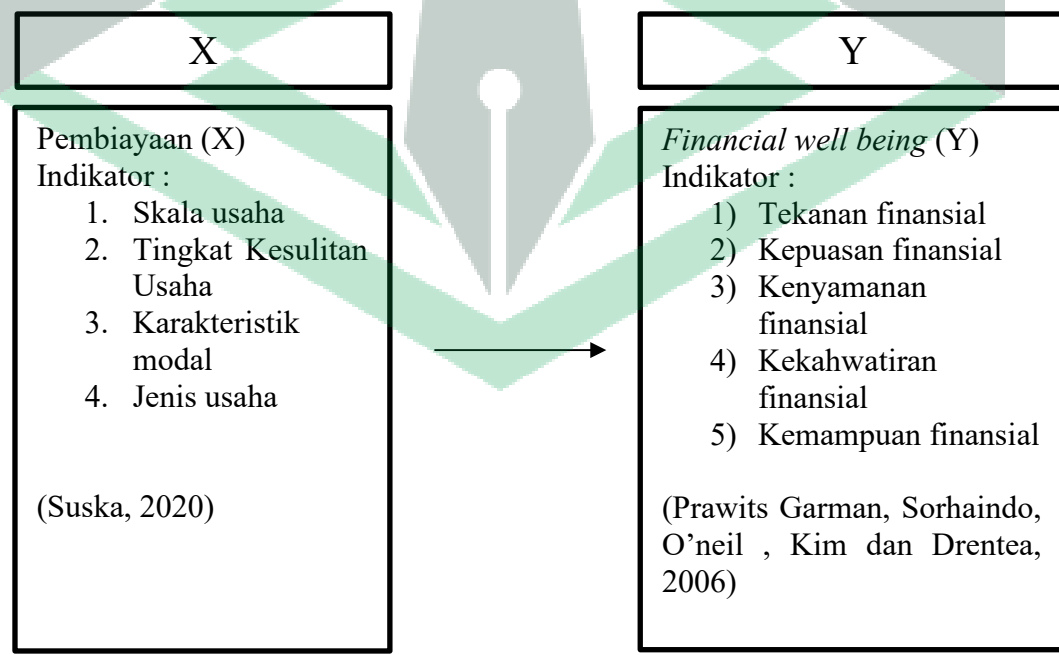 X
Pembiayaan (X)
Indikator :
1. Skala usaha
2. Tingkat Kesulitan
Usaha
3. Karakteristik
modal
4. Jenis usaha
(Suska, 2020)
Y
Financial well being (Y)
Indikator :
1) Tekanan finansial
2) Kepuasan finansial
3) Kenyamanan
finansial
4) Kekahwatiran
finansial
5) Kemampuan finansial
(Prawits Garman, Sorhaindo,
O’neil , Kim dan Drentea,
2006)